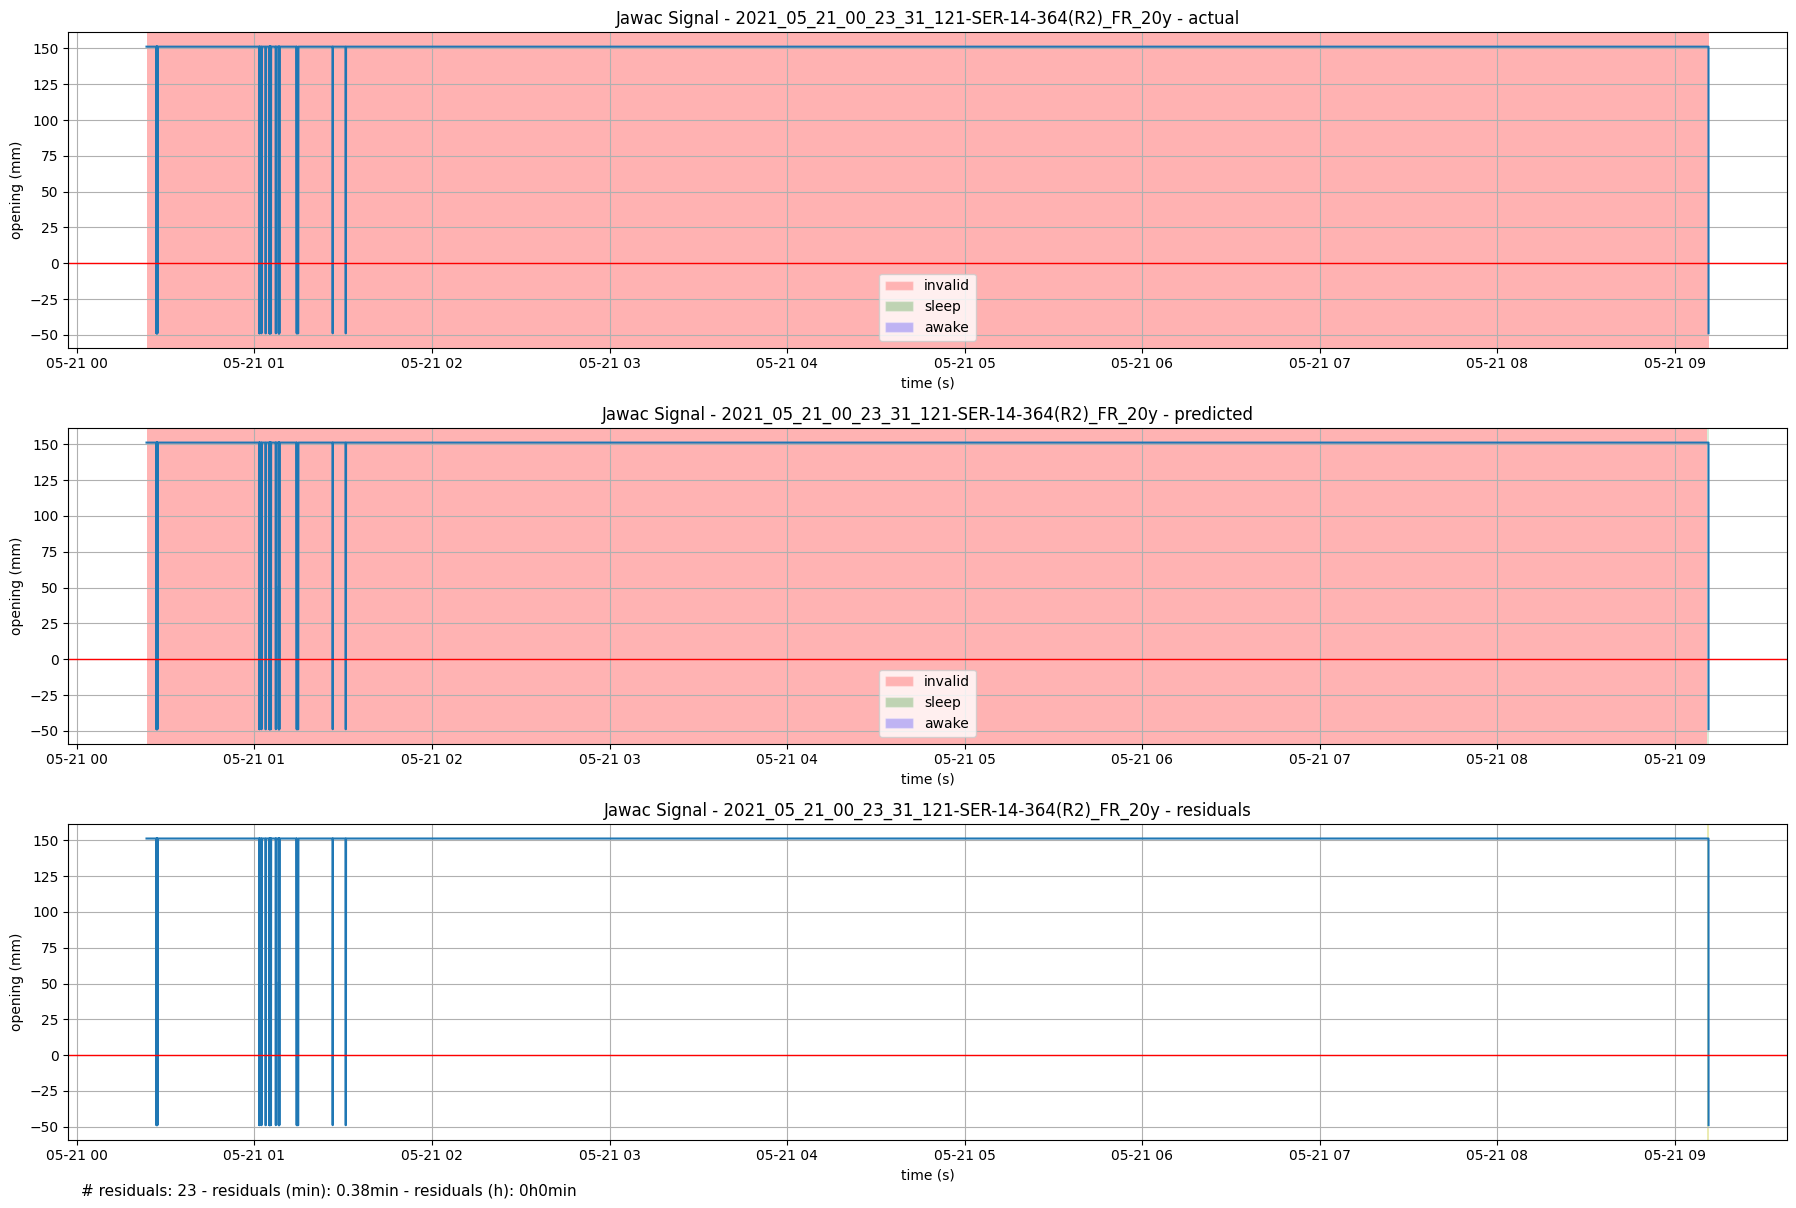 Jawac Signal - 2021_05_21_00_23_31_121-SER-14-364(R2)_FR_20y - actual
150
125
100
75
50
25
0
−25
−50
opening (mm)
invalid
sleep
awake
05-21 00 05-21 01 05-21 02 05-21 03 05-21 04 05-21 05 05-21 06 05-21 07 05-21 08 05-21 09
time (s)
Jawac Signal - 2021_05_21_00_23_31_121-SER-14-364(R2)_FR_20y - predicted
150
125
100
75
50
25
0
−25
−50
opening (mm)
invalid
sleep
awake
05-21 00 05-21 01 05-21 02 05-21 03 05-21 04 05-21 05 05-21 06 05-21 07 05-21 08 05-21 09
time (s)
Jawac Signal - 2021_05_21_00_23_31_121-SER-14-364(R2)_FR_20y - residuals
150
125
100
75
50
25
0
−25
−50
opening (mm)
05-21 00 05-21 01 05-21 02 05-21 03 05-21 04 05-21 05 05-21 06 05-21 07 05-21 08 05-21 09
time (s)
# residuals: 23 - residuals (min): 0.38min - residuals (h): 0h0min